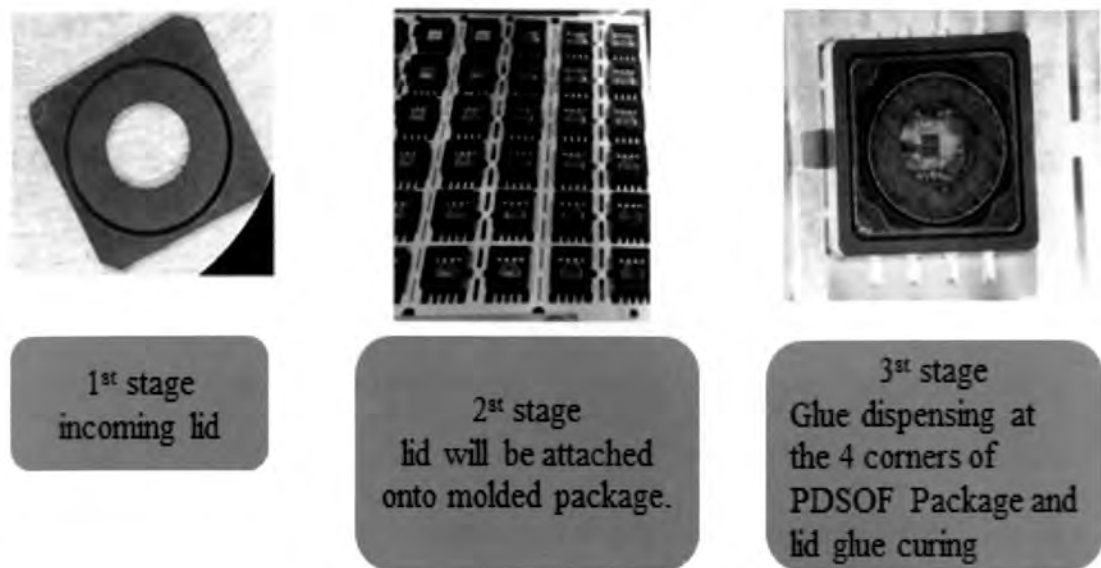 1st stage
incoming lid
2st stage
lid will be attached
onto molded package.
3st stage
Glue dispensing at
the 4 corners of
PDSOF Package and
lid glue curing